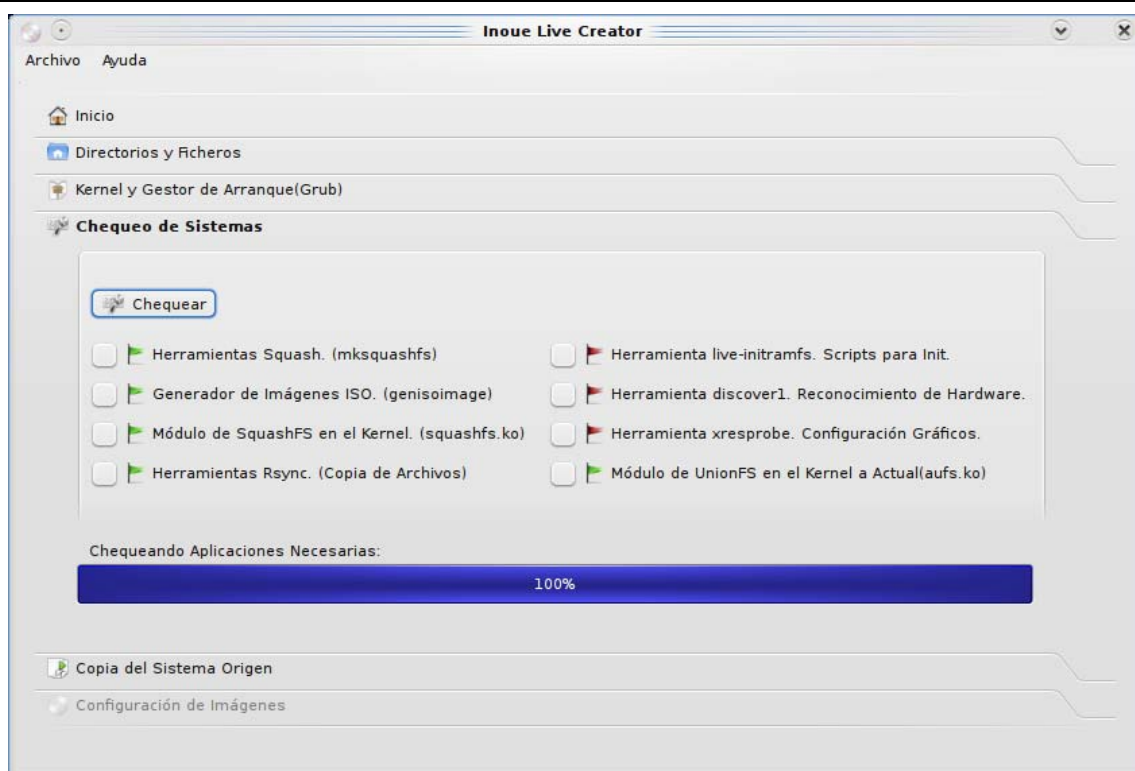 Inoue Live Creator
Archivo Ayuda
Inicio
Directorios y Ficheros
Kernel y Gestor de Arranque(Grub)
Chequeo de Sistemas
Chequear
Herramientas Squash. (mksquashfs)
Herramienta live-initramfs. Scripts para Init.
Generador de Imágenes ISO. (genisoimage)
Herramienta discover1. Reconocimiento de Hardware.
Módulo de SquashFS en el Kernel. (squashfs.ko)
Herramienta xresprobe. Configuración Gráficos.
Herramientas Rsync. (Copia de Archivos)
Módulo de UnionFS en el Kernel a Actual(aufs.ko)
Chequeando Aplicaciones Necesarias:
100%
Copia del Sistema Origen
Configuración de Imágenes